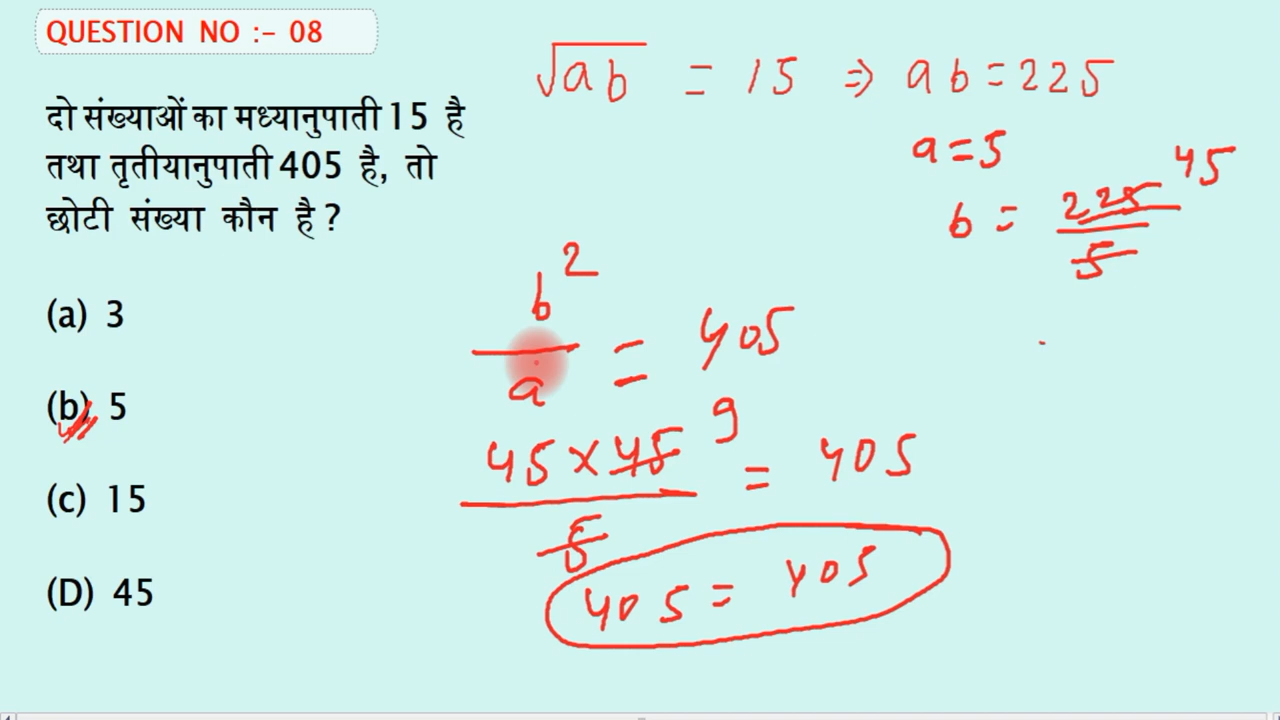 QUESTION NO :- 08
दो संख्याओं का मध्यानुपाती 15 है
तथा तृतीयानुपाती 405 है, तो
छोटी संख्या कौन है ?
(a) 3
(b) 5
(c) 15
(D) 45
√ab = 15 ⇒ ab = 225
a = 5
b = 225/5 45
b²/a = 405
45 × 45/5 9 = 405
405 = 405